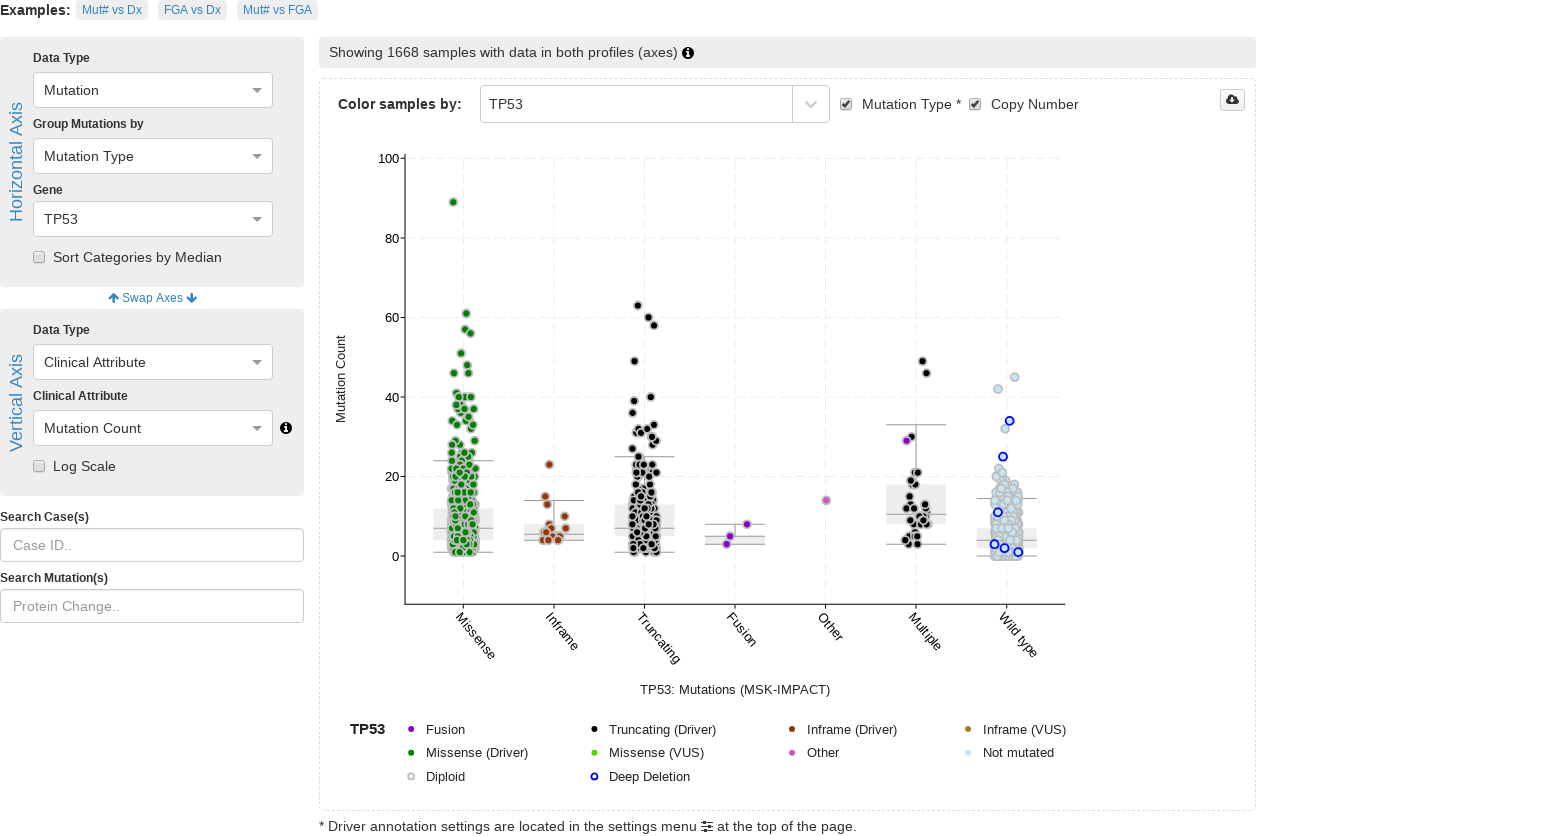 Examples: Mut# vs Dx FGA vs Dx Mut# vs FGA
Horizontal Axis
Data Type
Mutation
Group Mutations by
Mutation Type
Gene
TP53
Sort Categories by Median
Swap Axes
Vertical Axis
Data Type
Clinical Attribute
Clinical Attribute
Mutation Count
Log Scale
Search Case(s)
Case ID..
Search Mutation(s)
Protein Change..
Showing 1668 samples with data in both profiles (axes)
Color samples by: TP53 Mutation Type * Copy Number
Mutation Count
100
80
60
40
20
0
Missense
Inframe
Truncating
Fusion
Other
Multiple
Wild type
TP53: Mutations (MSK-IMPACT)
TP53 Fusion Truncating (Driver) Inframe (Driver) Inframe (VUS)
Missense (Driver) Missense (VUS) Other Not mutated
Diploid Deep Deletion
* Driver annotation settings are located in the settings menu at the top of the page.